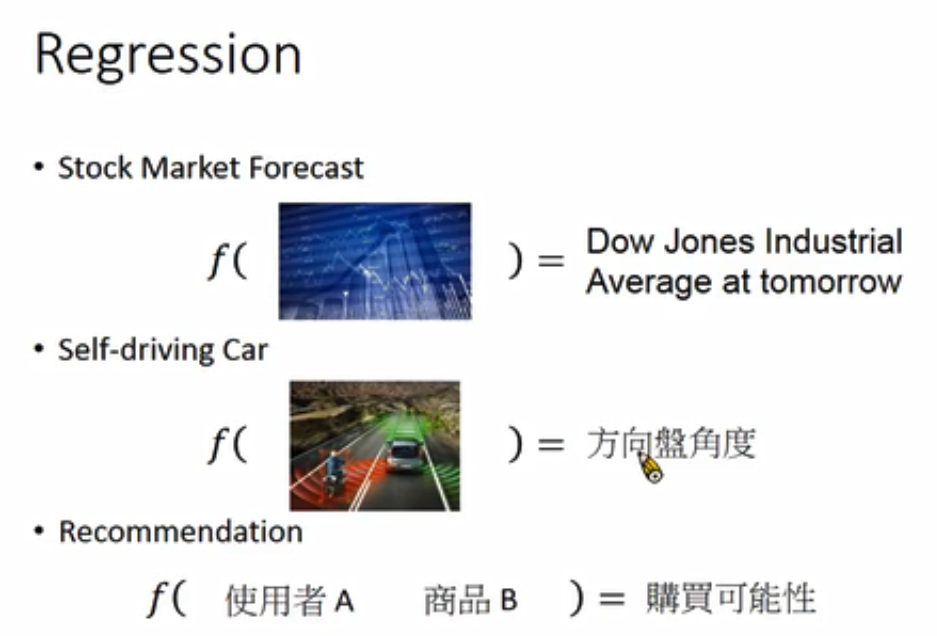 Regression
• Stock Market Forecast
f( ) = Dow Jones Industrial
Average at tomorrow
• Self-driving Car
f( ) = 方向盤角度
• Recommendation
f( 使用者 A 商品 B ) = 購買可能性